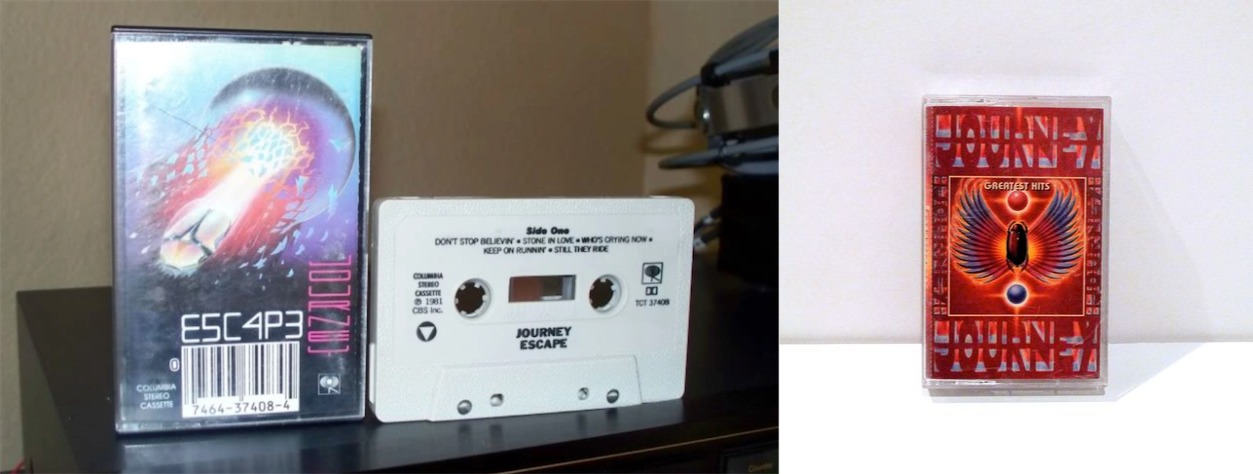 JOURNEY
ESC4P3
0
COLUMBIA
STEREO
CASSETTE
7464-37408-4
Side One
DON'T STOP BELIEVIN' • STONE IN LOVE • WHO'S CRYING NOW •
KEEP ON RUNNIN' • STILL THEY RIDE
COLUMBIA
STEREO
CASSETTE
℗ 1981
CBS Inc.
TCT 37408
JOURNEY
ESCAPE
JOURNEY
GREATEST HITS
JOURNEY